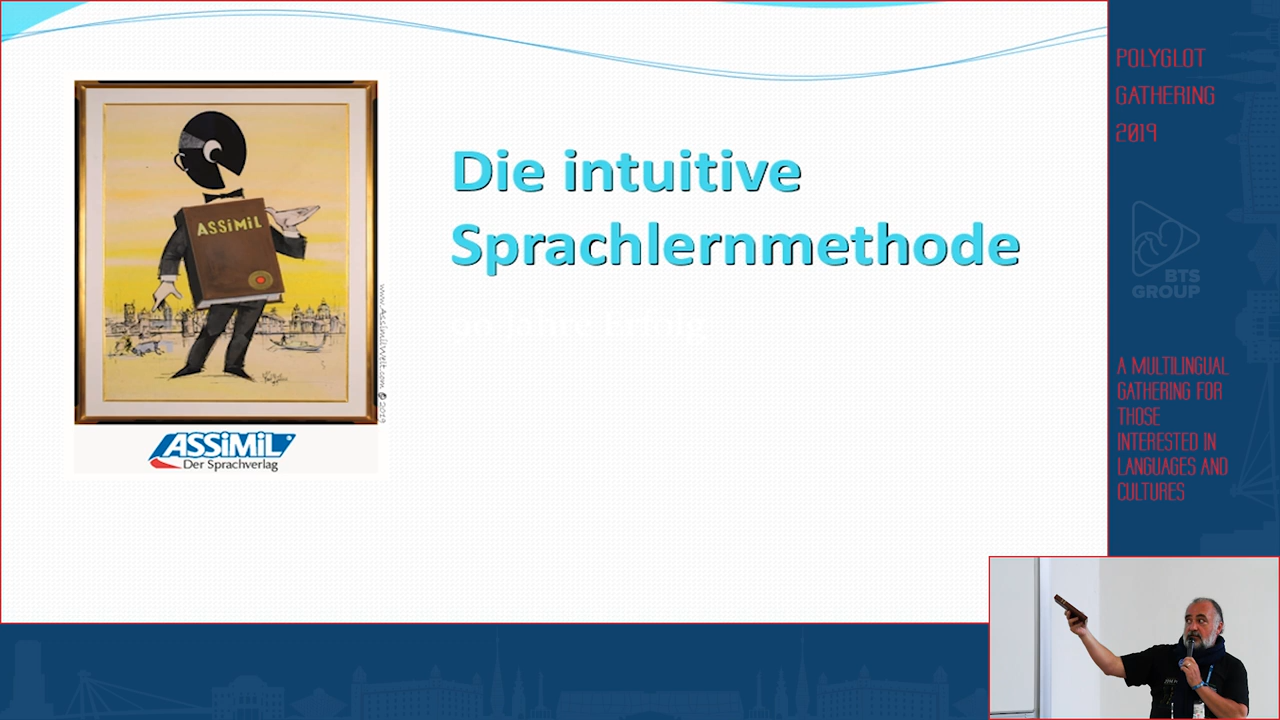 Die intuitive
Sprachlernmethode
ASSiMiL
www.AssimilWelt.com © 2019
ASSiMiL
Der Sprachverlag
POLYGLOT
GATHERING
2019
BTS
GROUP
A MULTILINGUAL
GATHERING FOR
THOSE
INTERESTED IN
LANGUAGES AND
CULTURES